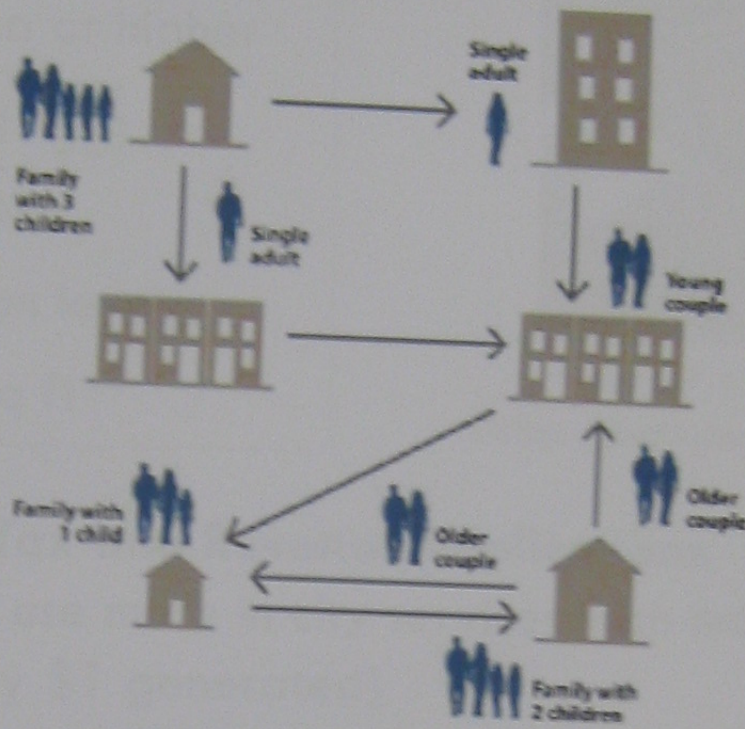 Single
adult
Family
with 3
children
Single
adult
Young
couple
Family with
1 child
Older
couple
Older
couple
Family with
2 children